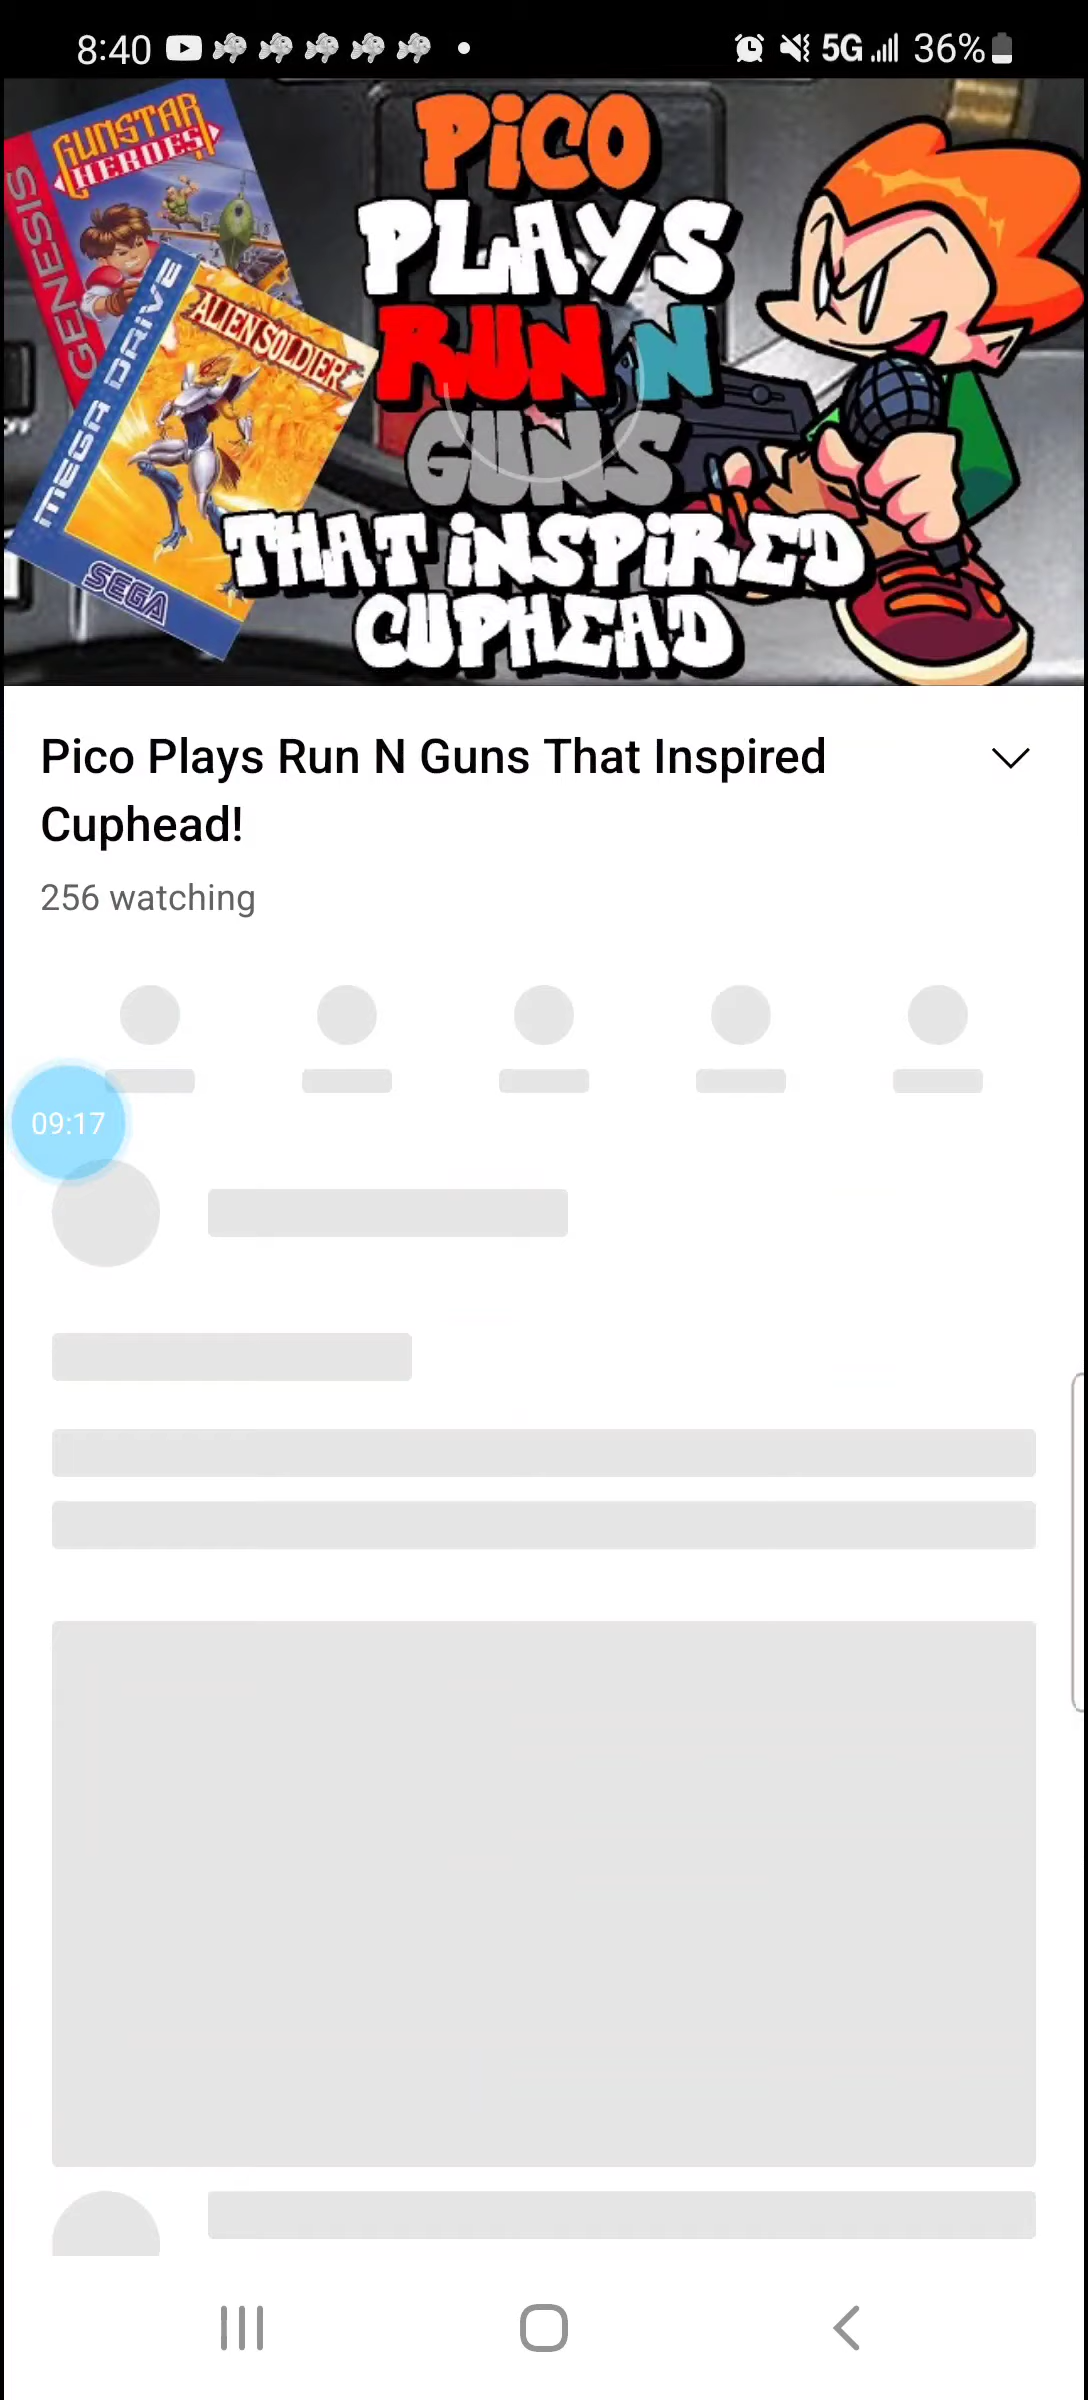 8:40
5G 36%
GUNSTAR
HEROES
GENESIS
ALIEN SOLDIER
MEGA DRIVE
SEGA
PiCO
PLAYS
RUN N
GUNS
THAT iNSPiRED
CUPHEAD
Pico Plays Run N Guns That Inspired
Cuphead!
256 watching
09:17